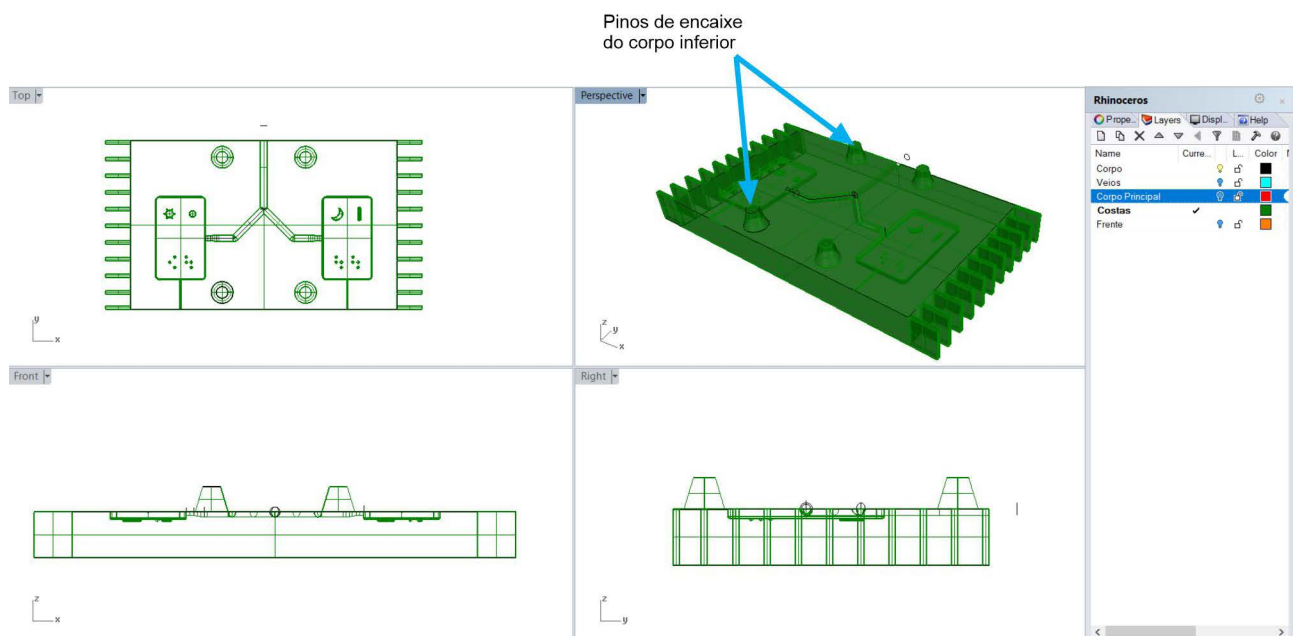 Pinos de encaixe
do corpo inferior
Top
Perspective
Rhinoceros
Prope.. Layers Displ.. Help
Name Curre... L... Color
Corpo
Veios
Corpo Principal
Costas
Frente
y
x
z
y
x
Front
Right
z
x
z
y